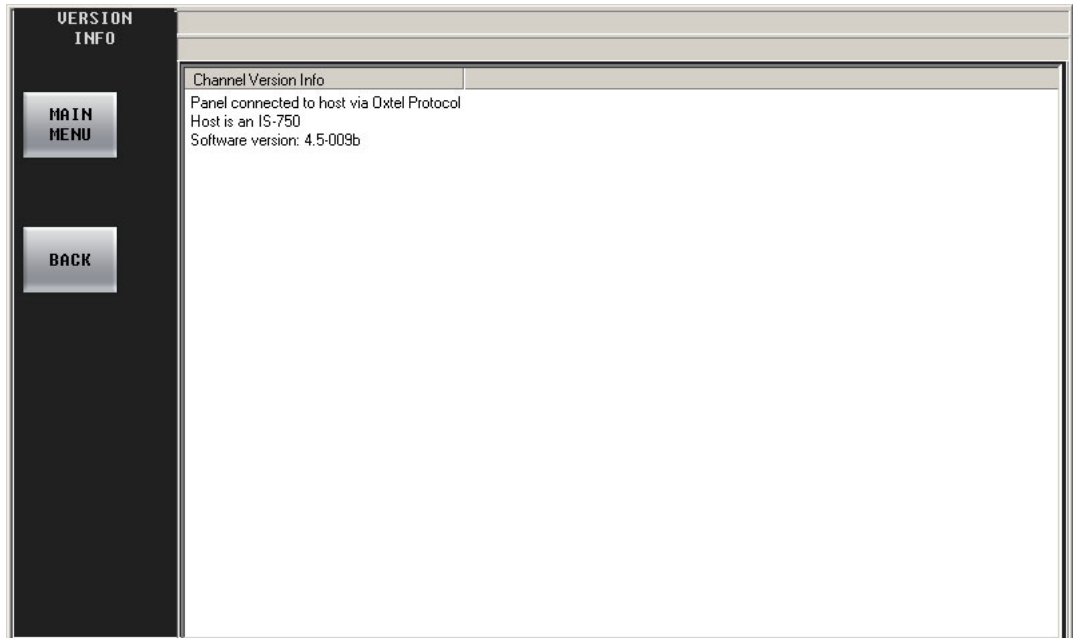 VERSION
INFO
MAIN
MENU
BACK
Channel Version Info
Panel connected to host via Oxtel Protocol
Host is an IS-750
Software version: 4.5-009b